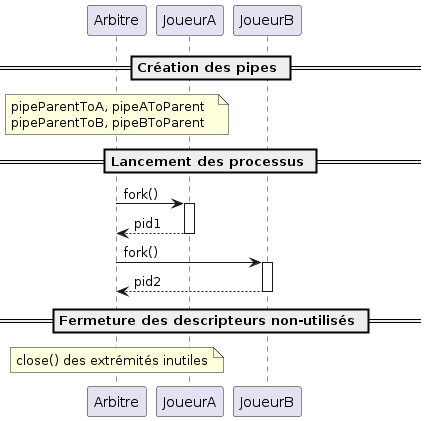 Arbitre JoueurA JoueurB
Création des pipes
pipeParentToA, pipeAToParent
pipeParentToB, pipeBToParent
Lancement des processus
fork()
pid1
fork()
pid2
Fermeture des descripteurs non-utilisés
close() des extrémités inutiles
Arbitre JoueurA JoueurB